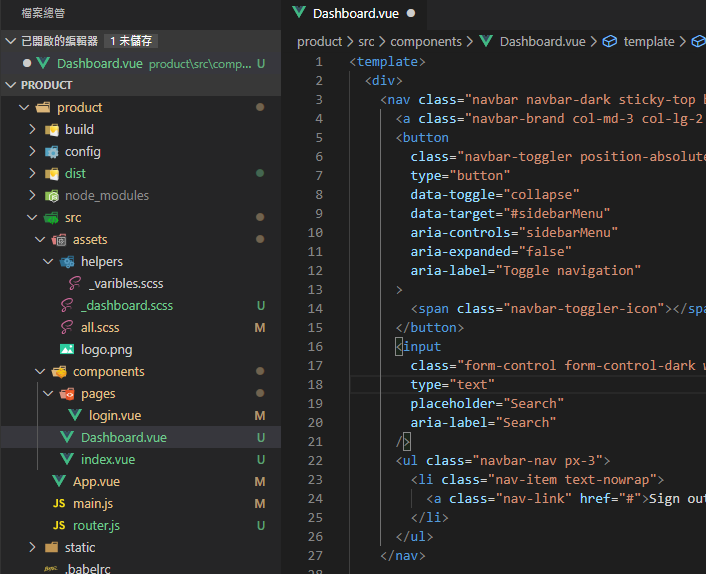 檔案總管
已開啟的編輯器 1 未儲存
Dashboard.vue product\src\comp... U
PRODUCT
product
build
config
dist
node_modules
src
assets
helpers
_varibles.scss
_dashboard.scss U
all.scss M
logo.png
components
pages
login.vue M
Dashboard.vue U
index.vue U
App.vue M
main.js M
router.js U
static
.babelrc
Dashboard.vue
product > src > components > Dashboard.vue > template >
1 <template>
2 <div>
3 <nav class="navbar navbar-dark sticky-top
4 <a class="navbar-brand col-md-3 col-lg-2
5 <button
6 class="navbar-toggler position-absolute
7 type="button"
8 data-toggle="collapse"
9 data-target="#sidebarMenu"
10 aria-controls="sidebarMenu"
11 aria-expanded="false"
12 aria-label="Toggle navigation"
13 >
14 <span class="navbar-toggler-icon"></spa
15 </button>
16 <input
17 class="form-control form-control-dark w
18 type="text"
19 placeholder="Search"
20 aria-label="Search"
21 />
22 <ul class="navbar-nav px-3">
23 <li class="nav-item text-nowrap">
24 <a class="nav-link" href="#">Sign out
25 </li>
26 </ul>
27 </nav>
28